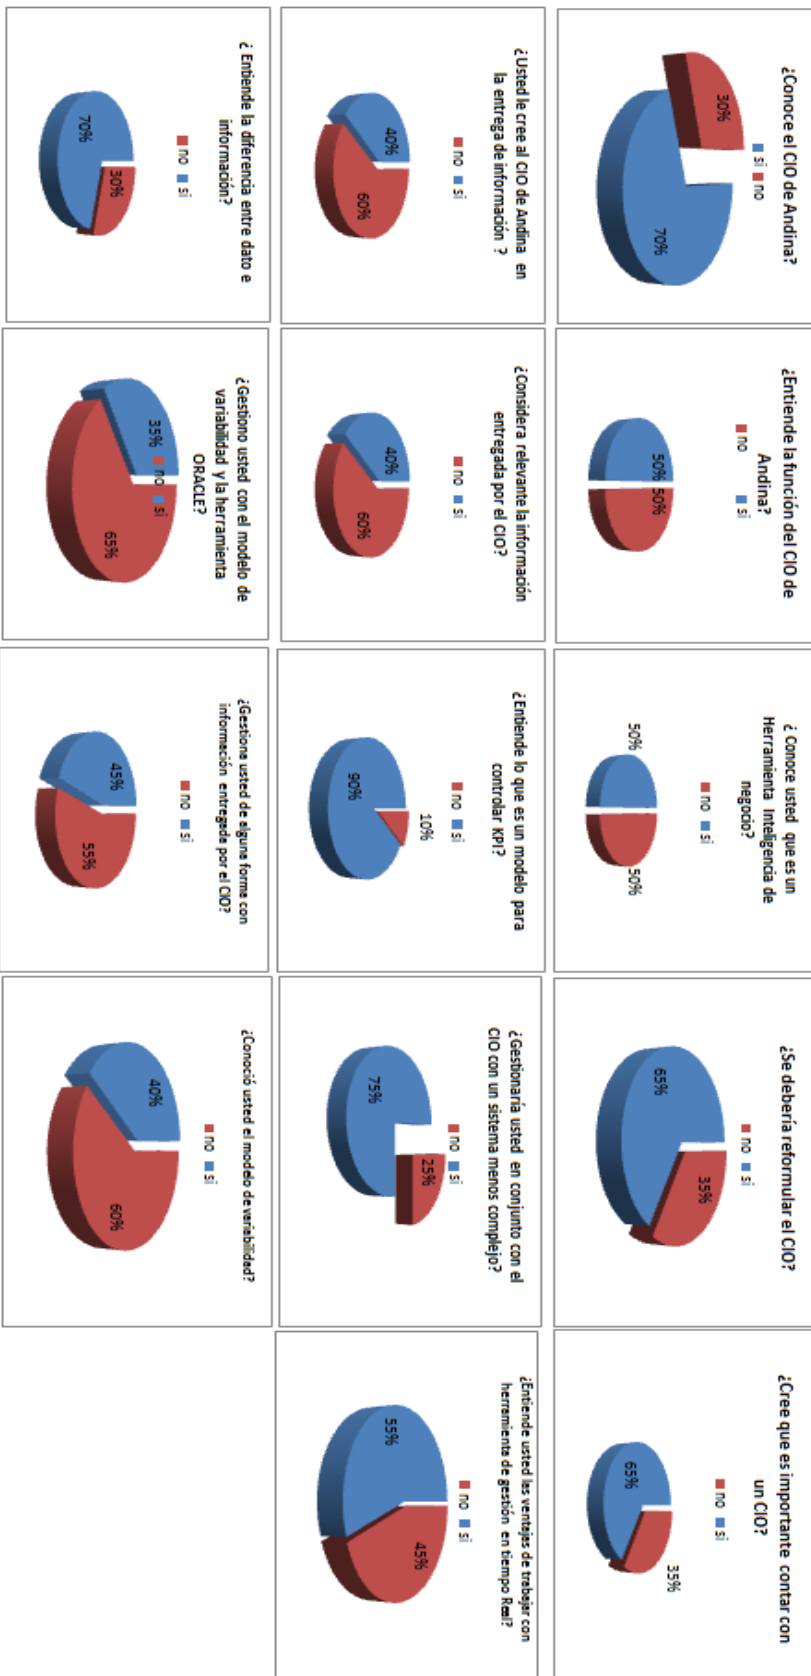 ¿Conoce el CIO de Andina?
si no
30%
70%
¿Entiende la función del CIO de
Andina?
no si
50% 50%
¿ Conoce usted que es un
Herramienta Inteligencia de
negocio?
no si
50%
50%
¿Se debería reformular el CIO?
no si
65%
35%
¿Cree que es importante contar con
un CIO?
no si
65%
35%
¿Usted le cree al CIO de Andina en
la entrega de información ?
no si
40%
60%
¿Considera relevante la información
entregada por el CIO?
no si
40%
60%
¿Entiende lo que es un modelo para
controlar KPI?
no si
10%
90%
¿Gestionaría usted en conjunto con el
CIO con un sistema menos complejo?
no si
25%
75%
¿Entiende usted las ventajas de trabajar con
herramienta de gestión en tiempo Real?
no si
55%
45%
¿ Entiende la diferencia entre dato e
información?
no si
70%
30%
¿Gestiono usted con el modelo de
variabilidad y la herramienta
ORACLE?
no si
35%
65%
¿Gestiona usted de alguna forma con
información entregada por el CIO?
no si
45%
55%
¿Conoció usted el modelo de variabilidad?
no si
40%
60%